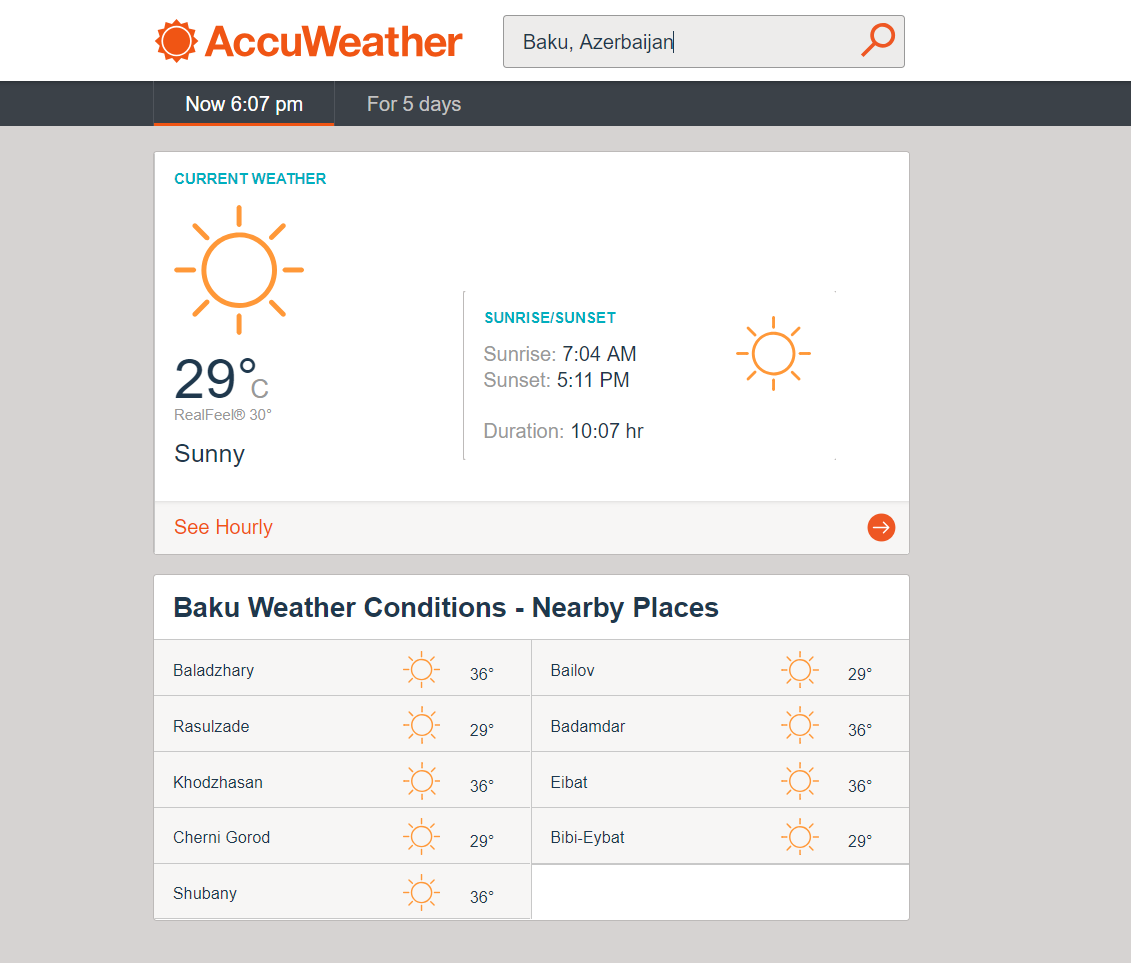 AccuWeather
Baku, Azerbaijan
Now 6:07 pm
For 5 days
CURRENT WEATHER
29°C
RealFeel® 30°
Sunny
SUNRISE/SUNSET
Sunrise: 7:04 AM
Sunset: 5:11 PM
Duration: 10:07 hr
See Hourly
Baku Weather Conditions - Nearby Places
Baladzhary 36°
Bailov 29°
Rasulzade 29°
Badamdar 36°
Khodzhasan 36°
Eibat 36°
Cherni Gorod 29°
Bibi-Eybat 29°
Shubany 36°